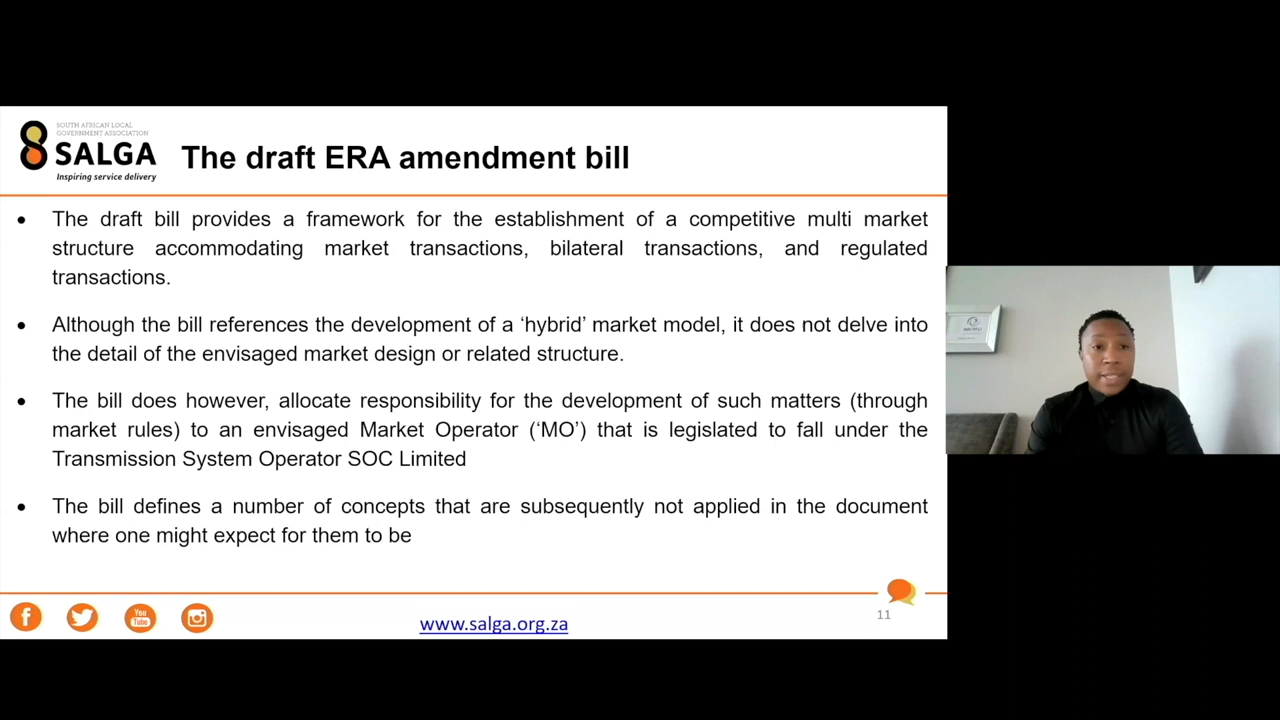 SOUTH AFRICAN LOCAL
GOVERNMENT ASSOCIATION
SALGA
Inspiring service delivery
The draft ERA amendment bill
• The draft bill provides a framework for the establishment of a competitive multi market
structure accommodating market transactions, bilateral transactions, and regulated
transactions.
• Although the bill references the development of a ‘hybrid’ market model, it does not delve into
the detail of the envisaged market design or related structure.
• The bill does however, allocate responsibility for the development of such matters (through
market rules) to an envisaged Market Operator (‘MO’) that is legislated to fall under the
Transmission System Operator SOC Limited
• The bill defines a number of concepts that are subsequently not applied in the document
where one might expect for them to be
You
Tube
www.salga.org.za
11